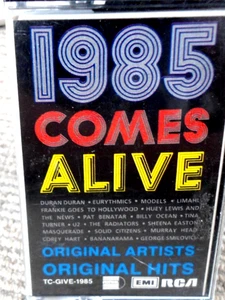 1985
COMES
ALIVE
DURAN DURAN • EURYTHMICS • MODELS • LIMAHL
FRANKIE GOES TO HOLLYWOOD • HUEY LEWIS AND
THE NEWS • PAT BENATAR • BILLY OCEAN • TINA
TURNER • U2 • THE RADIATORS • SHEENA EASTON
MASQUERADE • SOLID CITIZENS • MURRAY HEAD
COREY HART • BANANARAMA • GEORGE SMILOVICI
ORIGINAL ARTISTS
ORIGINAL HITS
TC-GIVE-1985
EMI
RCA